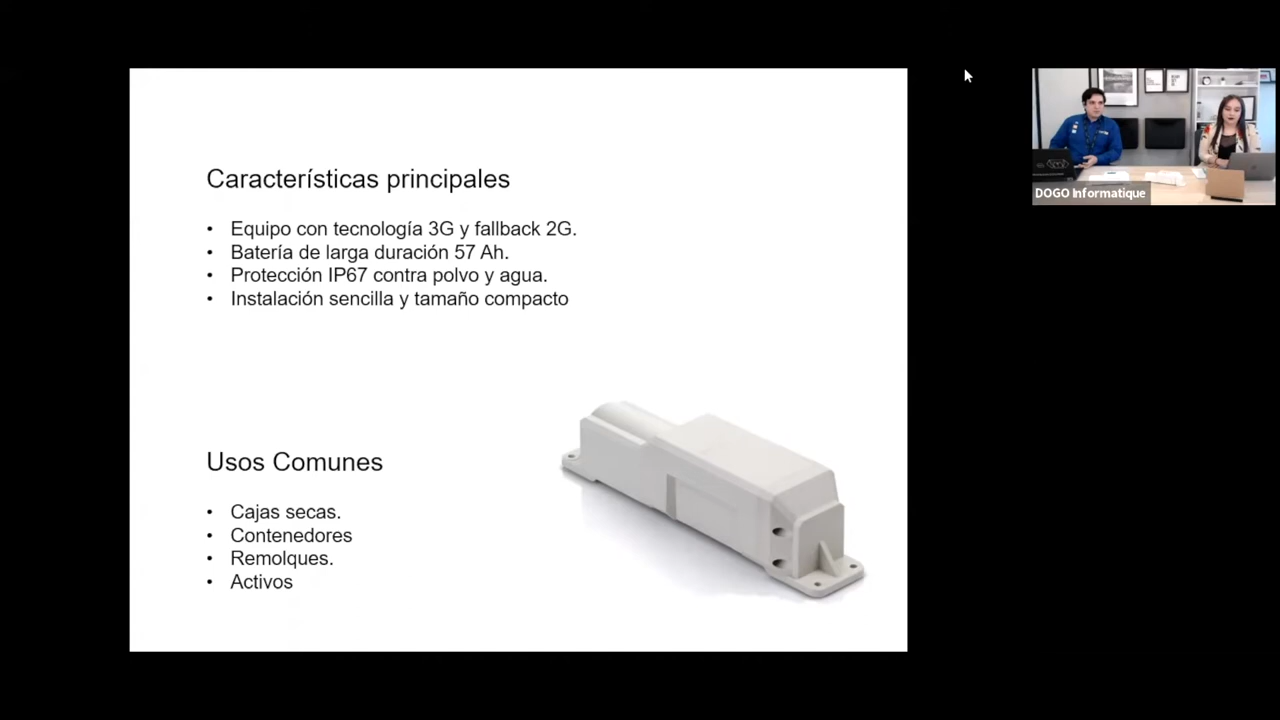 Características principales
• Equipo con tecnología 3G y fallback 2G.
• Batería de larga duración 57 Ah.
• Protección IP67 contra polvo y agua.
• Instalación sencilla y tamaño compacto
Usos Comunes
• Cajas secas.
• Contenedores
• Remolques.
• Activos
DOGO Informatique